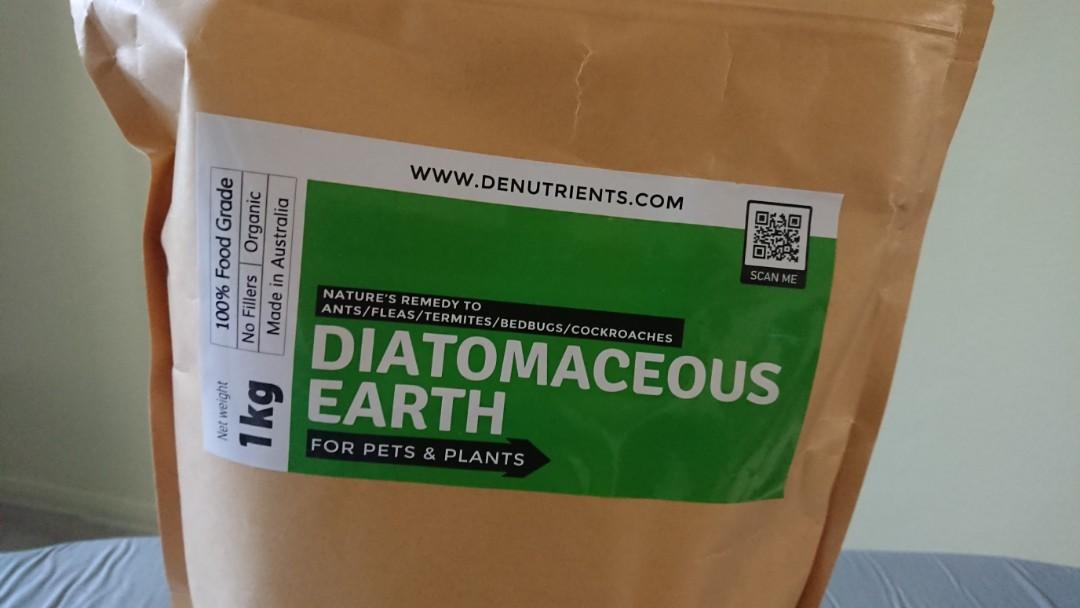 WWW.DENUTRIENTS.COM
SCAN ME
100% Food Grade
No Fillers | Organic
Made in Australia
Net weight
1kg
NATURE'S REMEDY TO
ANTS/FLEAS/TERMITES/BEDBUGS/COCKROACHES
DIATOMACEOUS
EARTH
FOR PETS & PLANTS